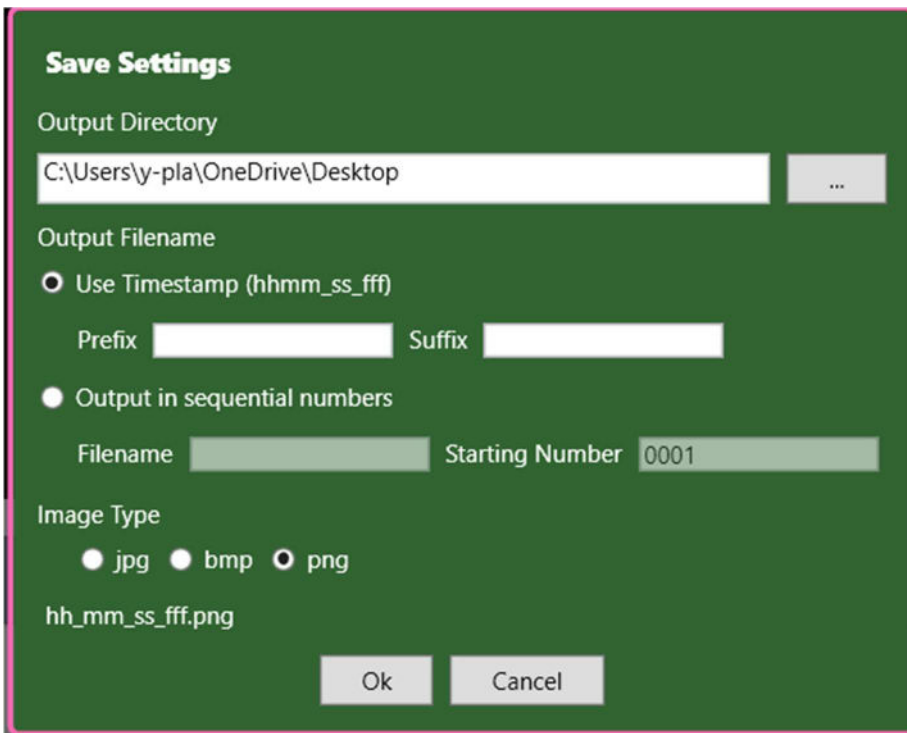 Save Settings
Output Directory
C:\Users\y-pla\OneDrive\Desktop ...
Output Filename
Use Timestamp (hhmm_ss_fff)
Prefix Suffix
Output in sequential numbers
Filename Starting Number 0001
Image Type
jpg bmp png
hh_mm_ss_fff.png
Ok Cancel